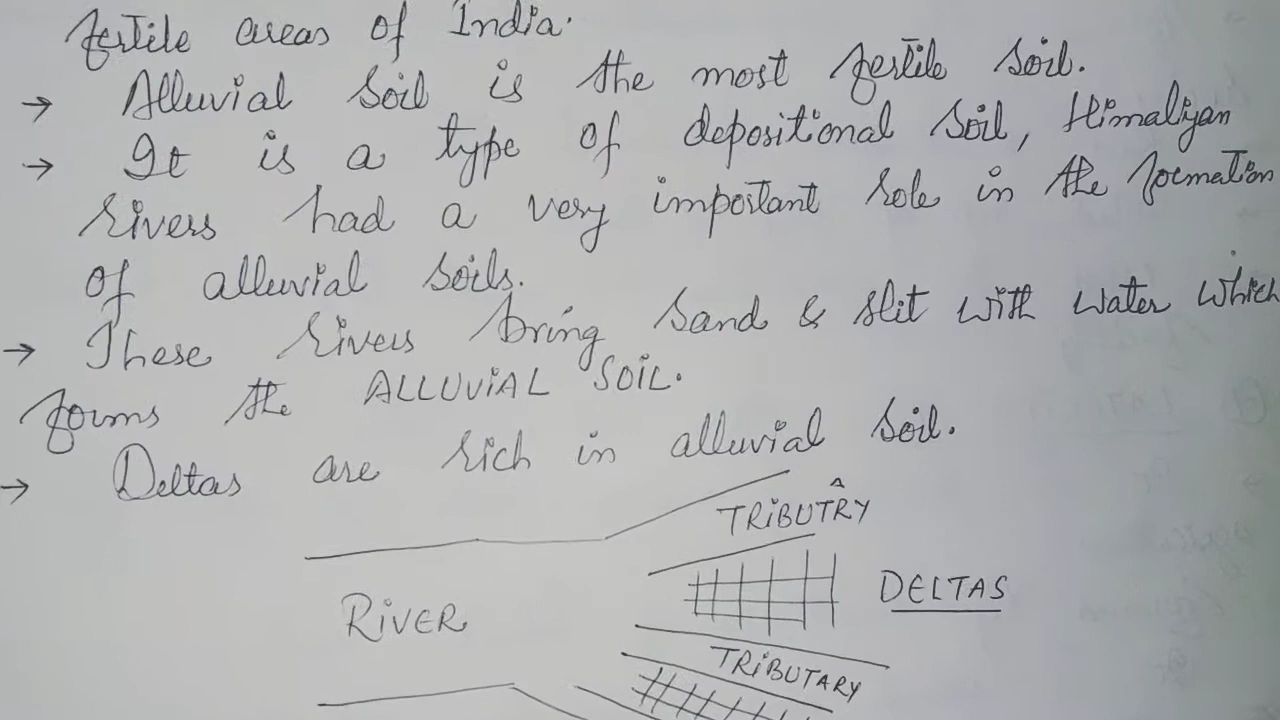 fertile areas of India.
→ Alluvial soil is the most fertile soil.
→ It is a type of depositional soil, Himaliyan
rivers had a very important role in the formation
of alluvial soils.
→ These rivers bring sand & slit with water which
forms the ALLUViAL SOiL.
→ Deltas are rich in alluvial soil.
A
TRiBUTRY
DELTAS
RiVER
TRiBUTARY